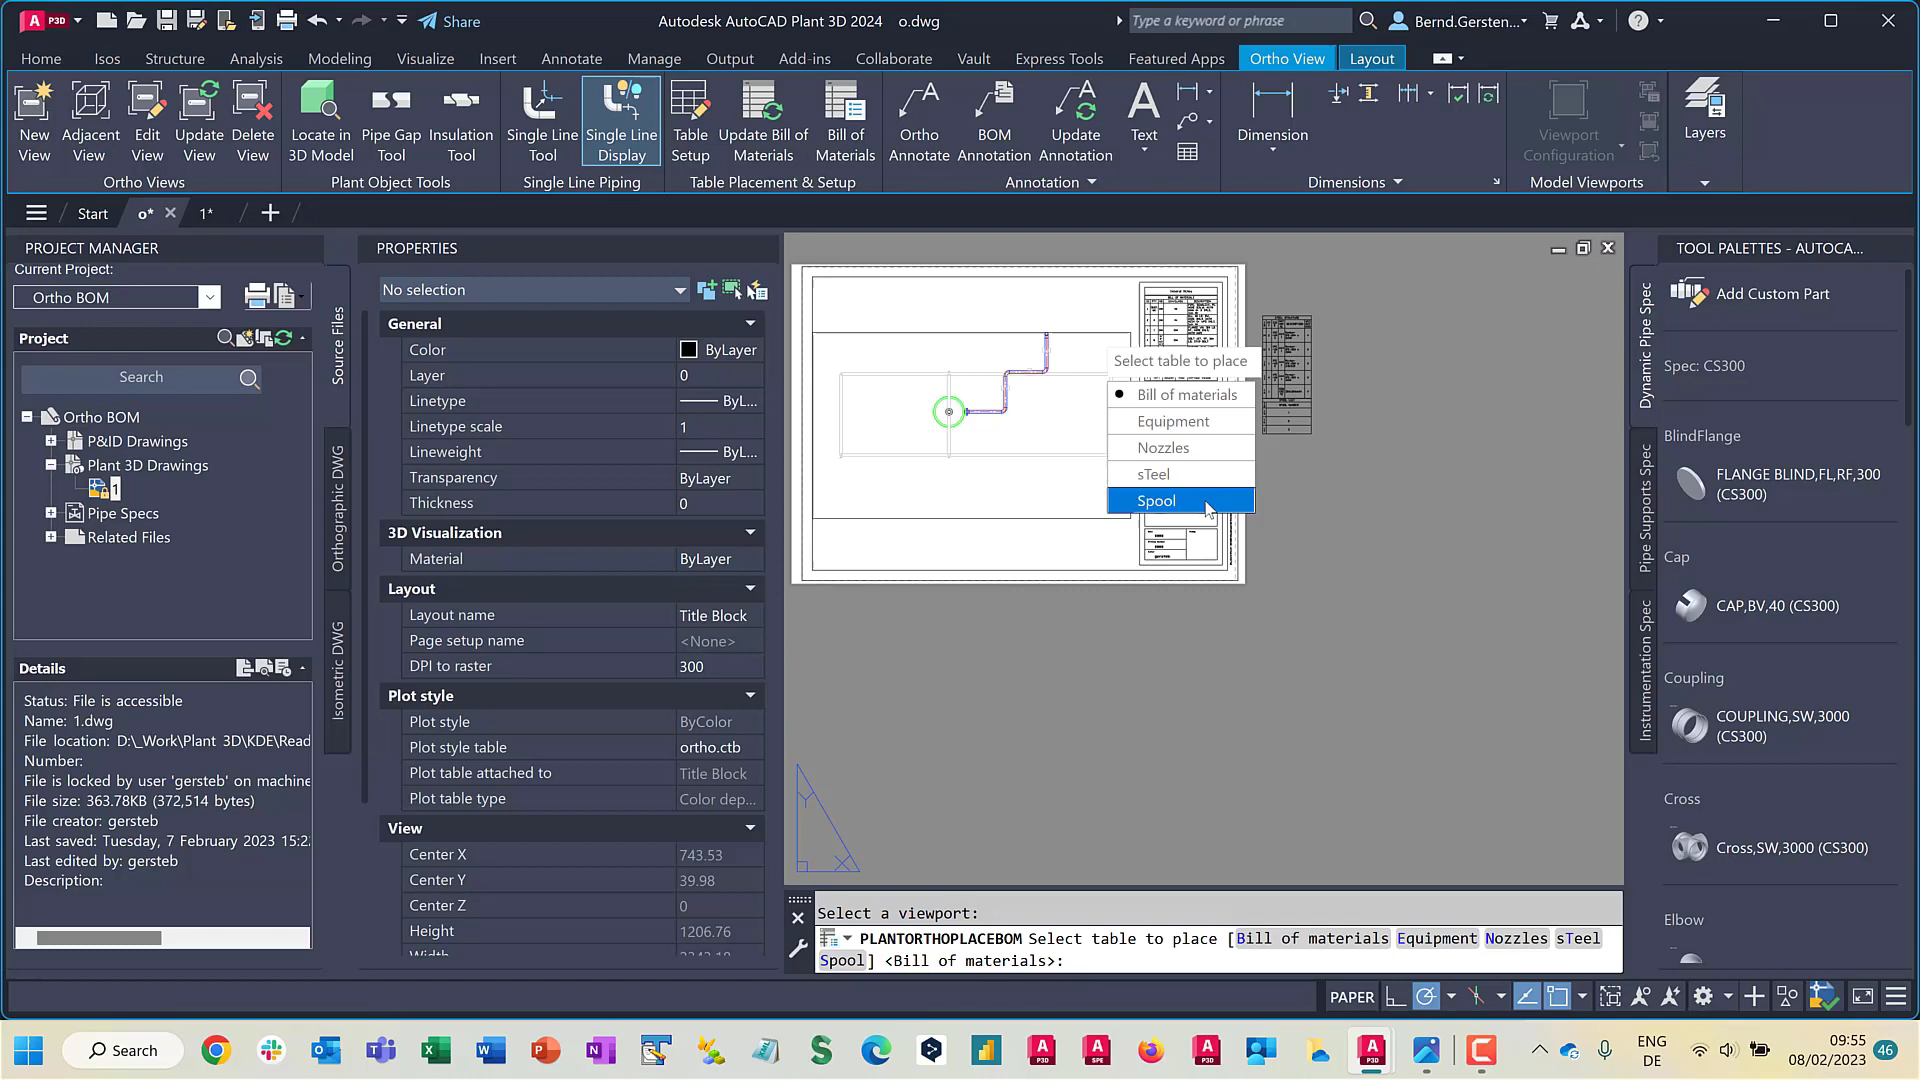 P3D
Share
Autodesk AutoCAD Plant 3D 2024 o.dwg
Type a keyword or phrase
Bernd.Gersten...
Home Isos Structure Analysis Modeling Visualize Insert Annotate Manage Output Add-ins Collaborate Vault Express Tools Featured Apps Ortho View Layout
New View
Adjacent View
Edit View
Update View
Delete View
Locate in 3D Model
Pipe Gap Tool
Insulation Tool
Single Line Tool
Single Line Display
Table Setup
Update Bill of Materials
Bill of Materials
Ortho Annotate
BOM Annotation
Update Annotation
Text
Dimension
Viewport Configuration
Layers
Ortho Views
Plant Object Tools
Single Line Piping
Table Placement & Setup
Annotation
Dimensions
Model Viewports
Start
o*
1*
PROJECT MANAGER
Current Project:
Ortho BOM
Project
Search
Ortho BOM
P&ID Drawings
Plant 3D Drawings
1
Pipe Specs
Related Files
Details
Status: File is accessible
Name: 1.dwg
File location: D:\_Work\Plant 3D\KDE\Read
Number:
File is locked by user 'gersteb' on machine
File size: 363.78KB (372,514 bytes)
File creator: gersteb
Last saved: Tuesday, 7 February 2023 15:2
Last edited by: gersteb
Description:
Source Files
Orthographic DWG
Isometric DWG
PROPERTIES
No selection
General
Color ByLayer
Layer 0
Linetype ByL...
Linetype scale 1
Lineweight ByL...
Transparency ByLayer
Thickness 0
3D Visualization
Material ByLayer
Layout
Layout name Title Block
Page setup name <None>
DPI to raster 300
Plot style
Plot style ByColor
Plot style table ortho.ctb
Plot table attached to Title Block
Plot table type Color dep...
View
Center X 743.53
Center Y 39.98
Center Z 0
Height 1206.76
Width 2343.18
Select table to place
Bill of materials
Equipment
Nozzles
sTeel
Spool
Y
X
Select a viewport:
PLANTORTHOPLACEBOM Select table to place [Bill of materials Equipment Nozzles sTeel
Spool] <Bill of materials>:
TOOL PALETTES - AUTOCA...
Dynamic Pipe Spec
Pipe Supports Spec
Instrumentation Spec
Add Custom Part
Spec: CS300
BlindFlange
FLANGE BLIND,FL,RF,300
(CS300)
Cap
CAP,BV,40 (CS300)
Coupling
COUPLING,SW,3000
(CS300)
Cross
Cross,SW,3000 (CS300)
Elbow
PAPER
Search
ENG
DE
09:55
08/02/2023
46